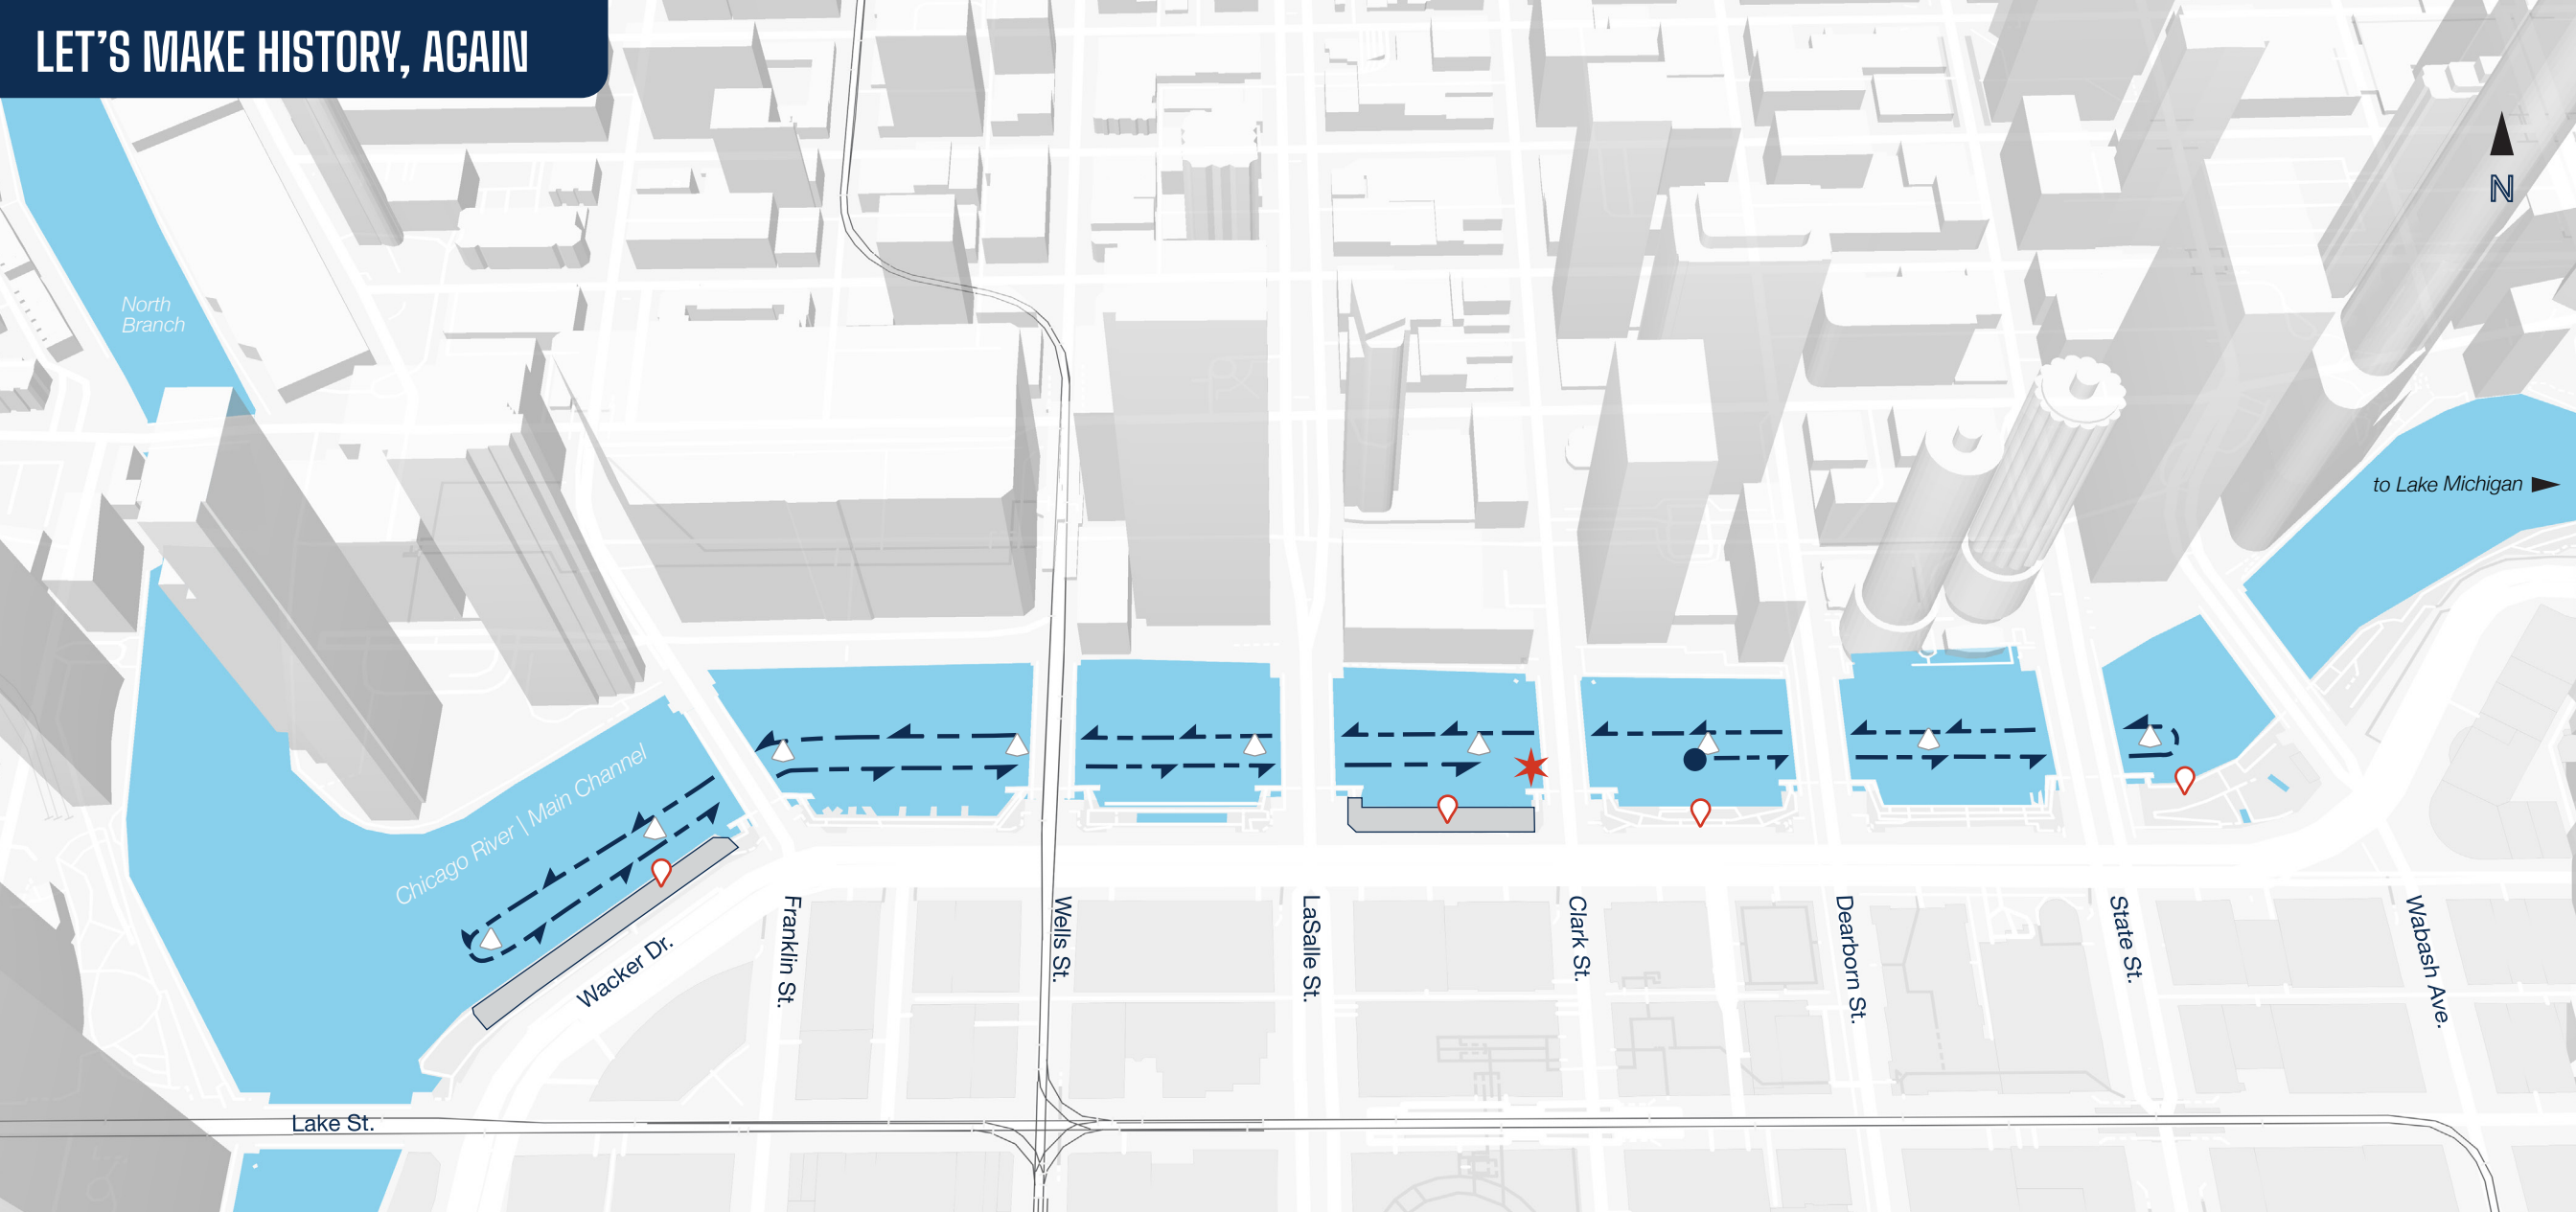 LET'S MAKE HISTORY, AGAIN
N
North
Branch
to Lake Michigan
Chicago River | Main Channel
Wacker Dr.
Franklin St.
Wells St.
LaSalle St.
Clark St.
Dearborn St.
State St.
Wabash Ave.
Lake St.